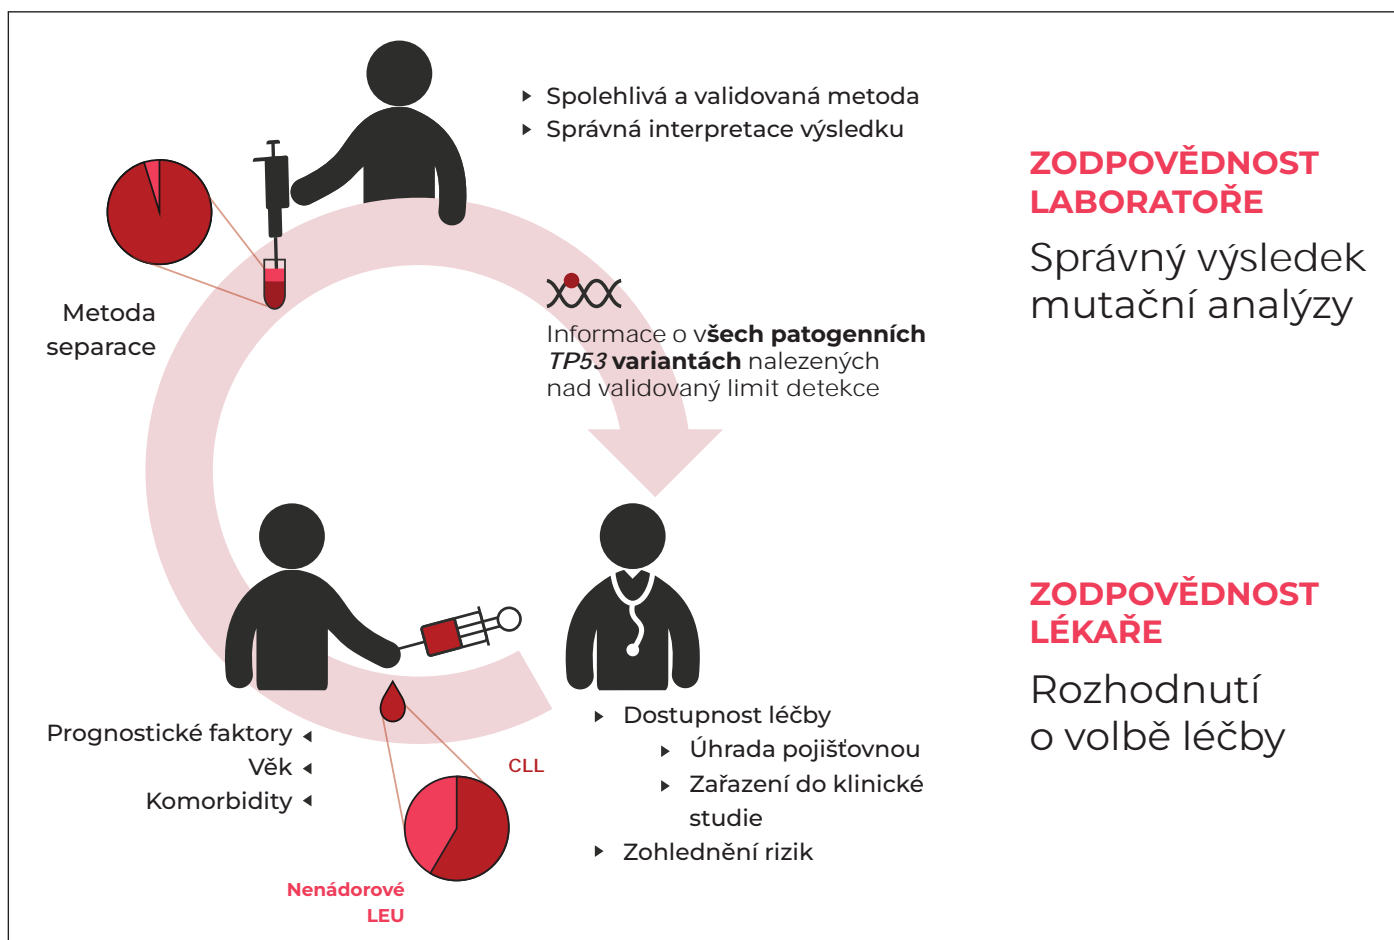 Spolehlivá a validovaná metoda
Správná interpretace výsledku
ZODPOVĚDNOST
LABORATOŘE
Správný výsledek
mutační analýzy
Metoda
separace
Informace o všech patogenních
TP53 variantách nalezených
nad validovaný limit detekce
ZODPOVĚDNOST
LÉKAŘE
Rozhodnutí
o volbě léčby
Prognostické faktory
Věk
Komorbidity
CLL
Nenádorové
LEU
Dostupnost léčby
Úhrada pojišťovnou
Zařazení do klinické
studie
Zohlednění rizik